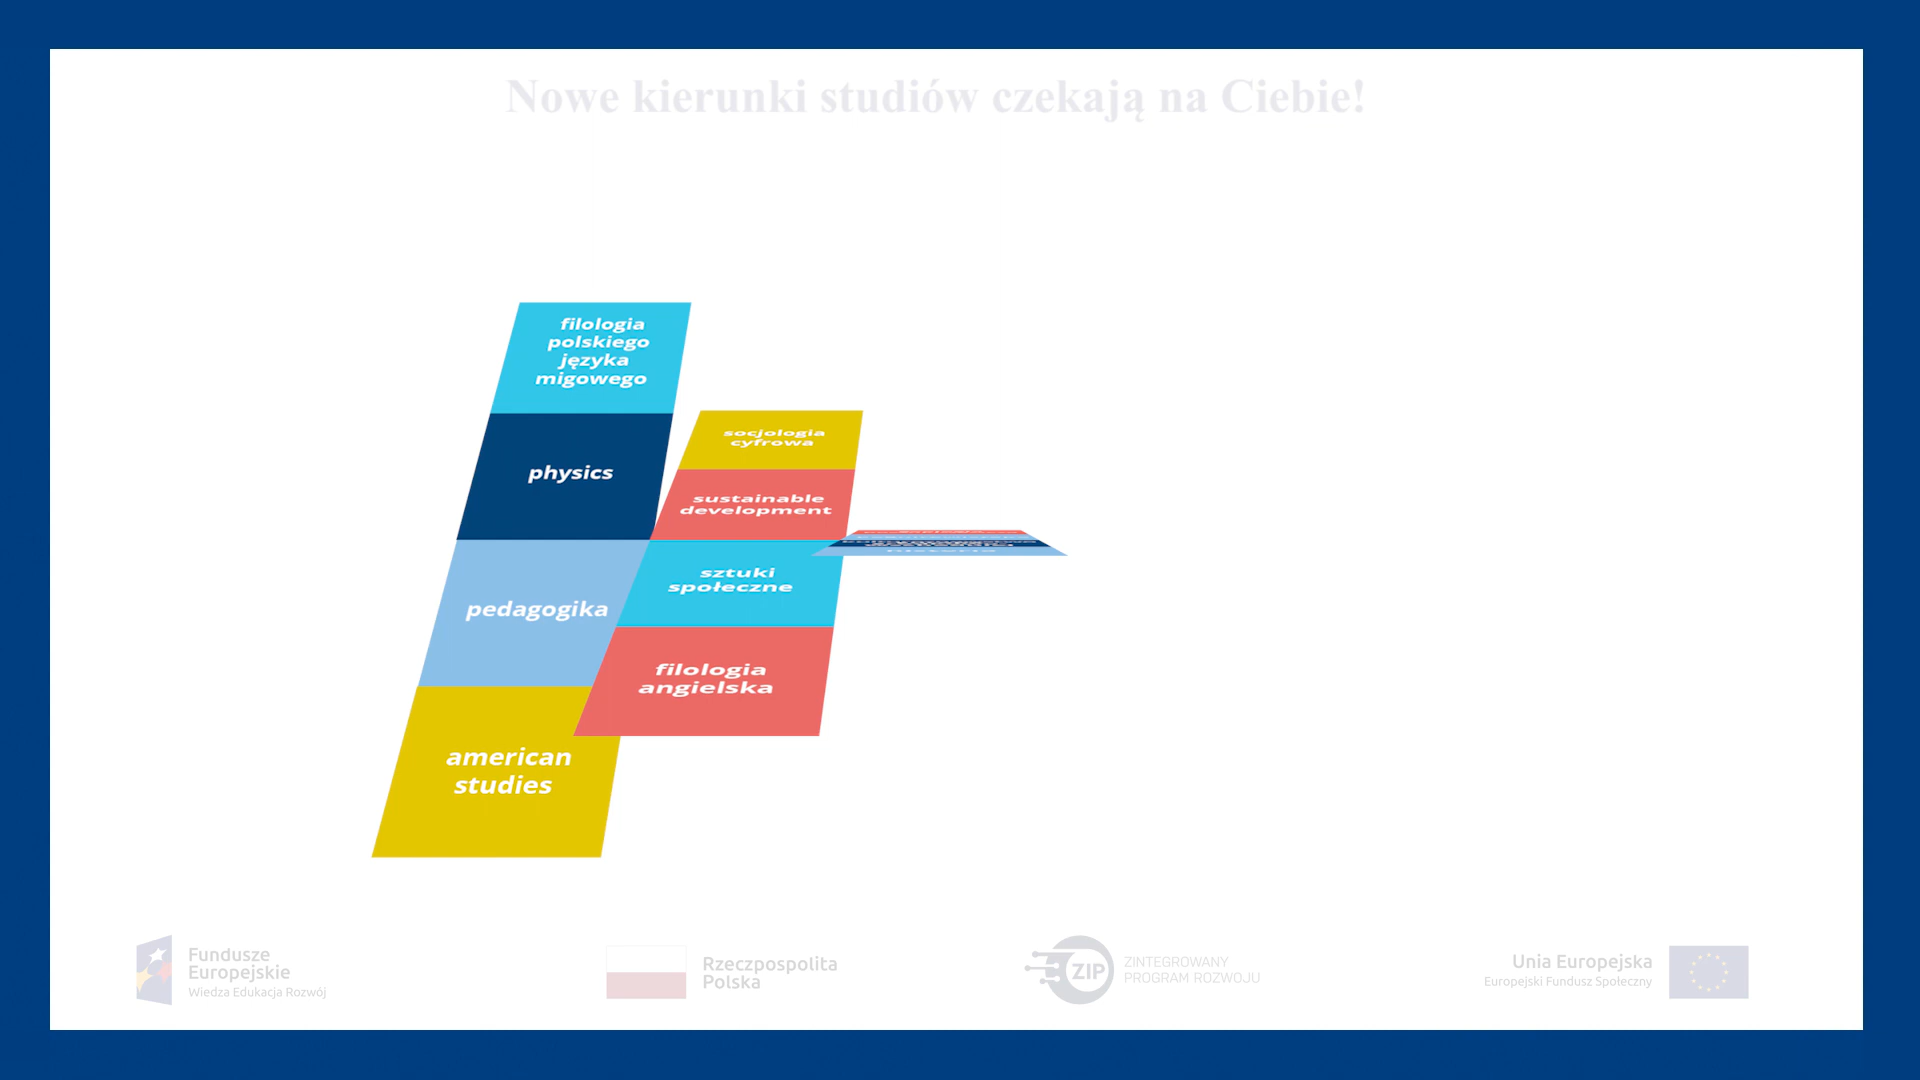 Nowe kierunki studiów czekają na Ciebie!
filologia
polskiego
języka
migowego
physics
pedagogika
american
studies
socjologia
cyfrowa
sustainable
development
sztuki
społeczne
filologia
angielska
historia
Fundusze
Europejskie
Wiedza Edukacja Rozwój
Rzeczpospolita
Polska
ZIP
ZINTEGROWANY
PROGRAM ROZWOJU
Unia Europejska
Europejski Fundusz Społeczny